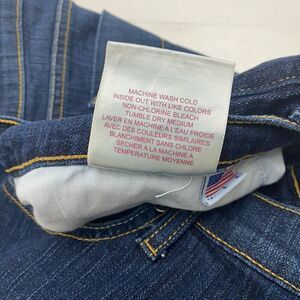 MACHINE WASH COLD
INSIDE OUT WITH LIKE COLORS
NON-CHLORINE BLEACH
TUMBLE DRY MEDIUM
LAVER EN MACHINE A L'EAU FROIDE
AVEC DES COULEURS SIMILAIRES
BLANCHIMENT SANS CHLORE
SECHER A LA MACHINE A
TEMPERATURE MOYENNE